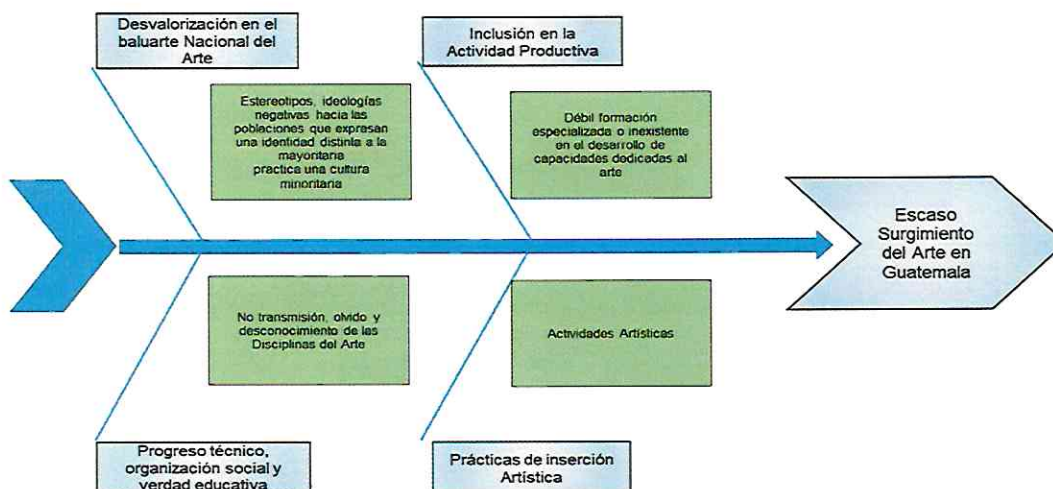 Desvalorización en el
baluarte Nacional del
Arte
Inclusión en la
Actividad Productiva
Estereotipos, ideologías
negativas hacia las
poblaciones que expresan
una identidad distinta a la
mayoritaria
practica una cultura
minoritaria
Débil formación
especializada o inexistente
en el desarrollo de
capacidades dedicadas al
arte
Escaso
Surgimiento
del Arte en
Guatemala
No transmisión, olvido y
desconocimiento de las
Disciplinas del Arte
Actividades Artísticas
Progreso técnico,
organización social y
verdad educativa
Prácticas de inserción
Artística